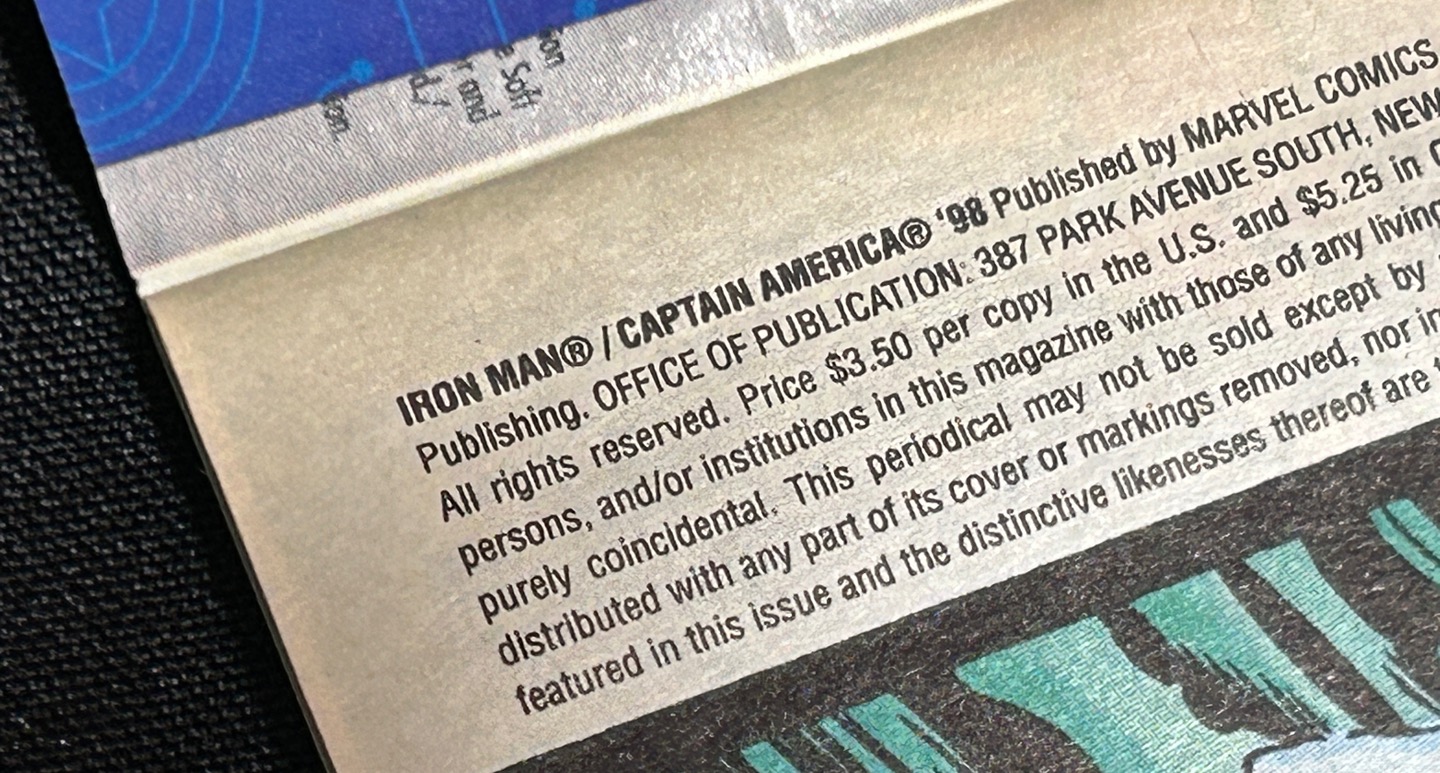 IRON MAN® / CAPTAIN AMERICA® '98 Published by MARVEL COMICS
Publishing. OFFICE OF PUBLICATION: 387 PARK AVENUE SOUTH, NEW
All rights reserved. Price $3.50 per copy in the U.S. and $5.25 in
persons, and/or institutions in this magazine with those of any living
purely coincidental. This periodical may not be sold except by
distributed with any part of its cover or markings removed, nor in
featured in this issue and the distinctive likenesses thereof are